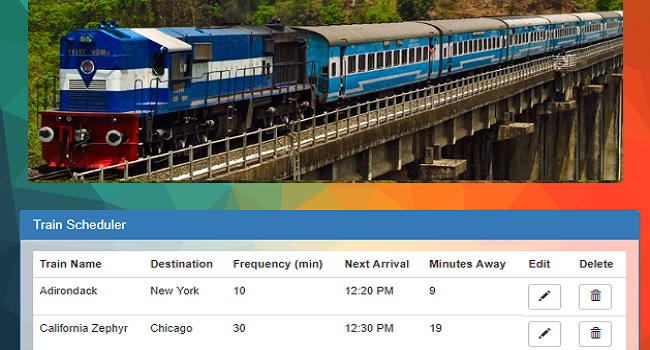 Train Scheduler
Train Name Destination Frequency (min) Next Arrival Minutes Away Edit Delete
Adirondack New York 10 12:20 PM 9
California Zephyr Chicago 30 12:30 PM 19